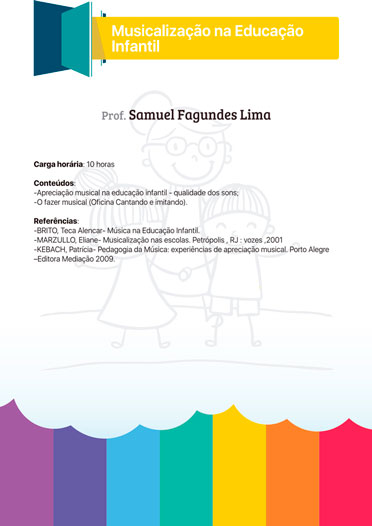 Musicalização na Educação
Infantil
Prof. Samuel Fagundes Lima
Carga horária: 10 horas
Conteúdos:
-Apreciação musical na educação infantil - qualidade dos sons;
-O fazer musical (Oficina Cantando e imitando).
Referências:
-BRITO, Teca Alencar- Música na Educação Infantil.
-MARZULLO, Eliane- Musicalização nas escolas. Petrópolis , RJ : vozes ,2001
-KEBACH, Patrícia- Pedagogia da Música: experiências de apreciação musical. Porto Alegre
–Editora Mediação 2009.